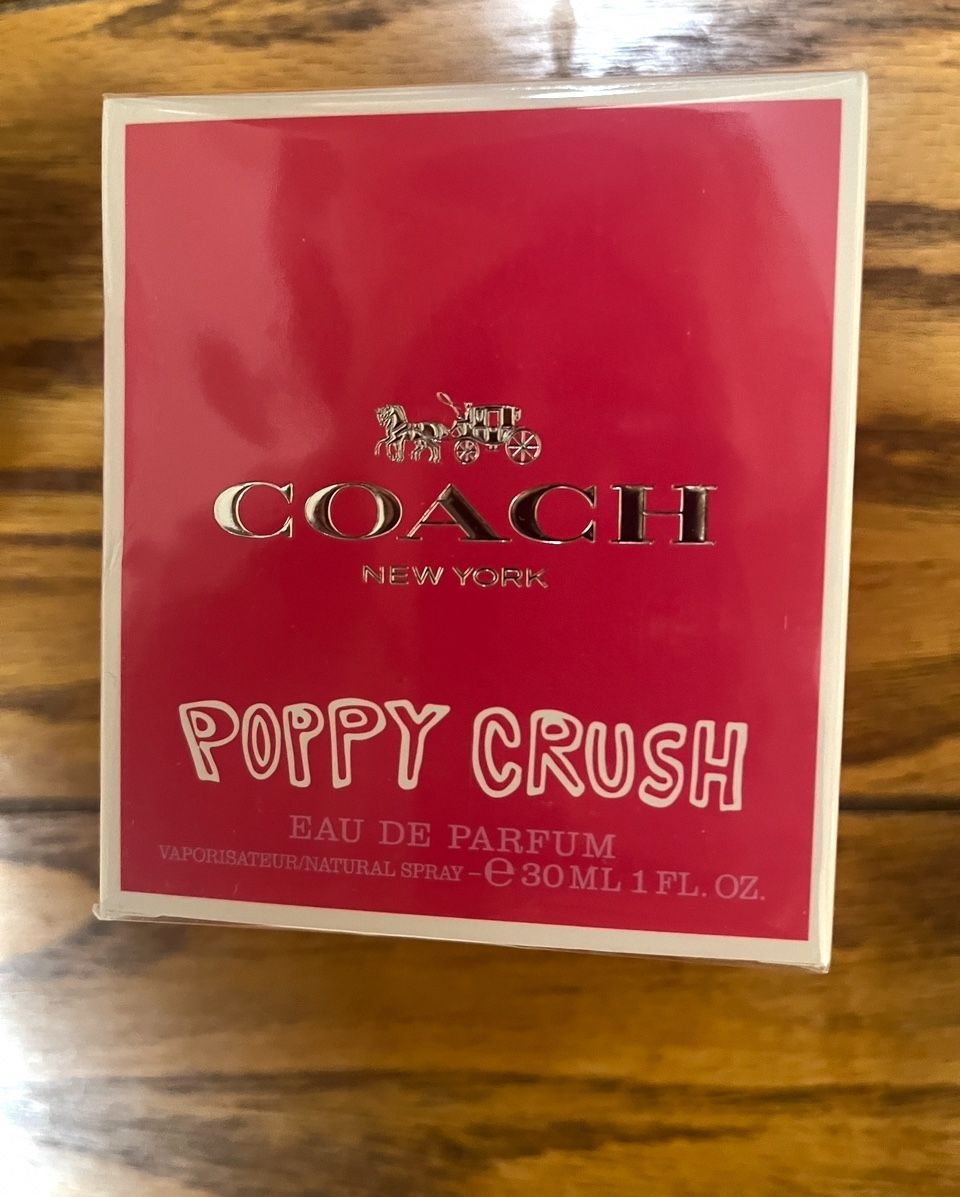 COACH
NEW YORK
POPPY CRUSH
EAU DE PARFUM
VAPORISATEUR/NATURAL SPRAY – ℮ 30 ML 1 FL. OZ.